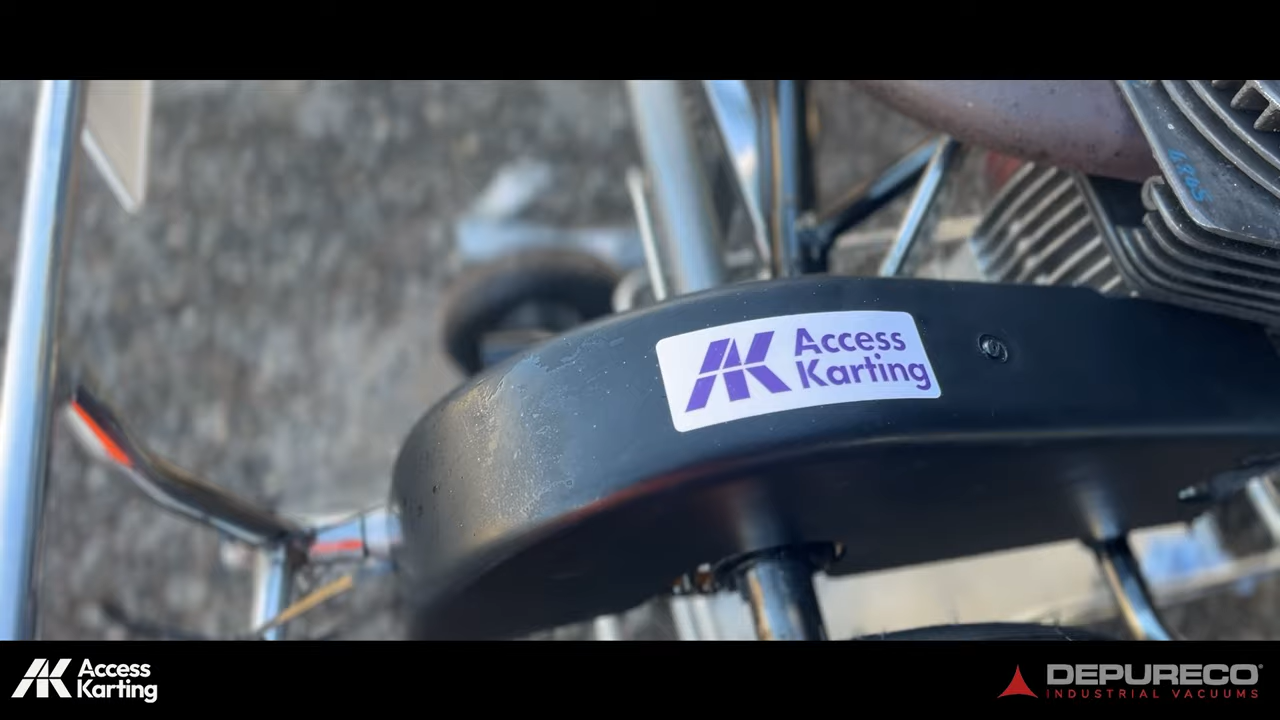 Access
Karting
Access
Karting
DEPURECO
INDUSTRIAL VACUUMS